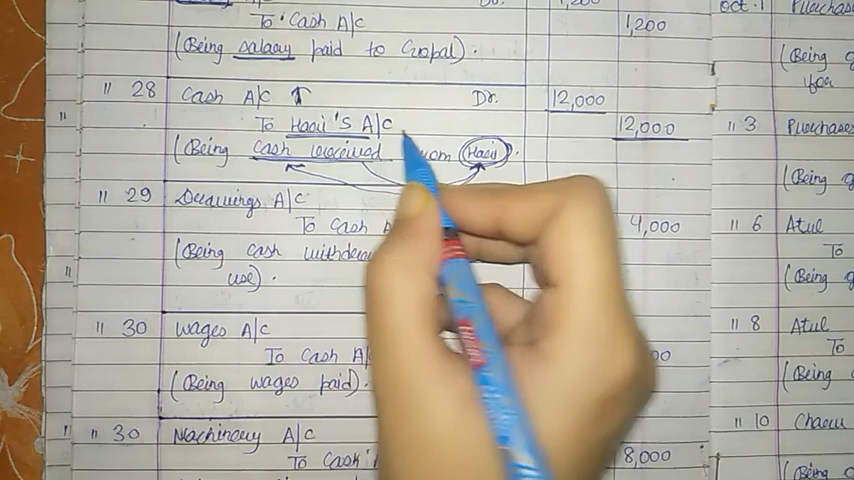 Dr. 1,200
To Cash A/C 1,200
(Being salary paid to Gopal).
" 28 Cash A/C ↑ Dr. 12,000
To Hari's A/C 12,000
(Being cash received Hari).
" 29 Drawings A/C
To Cash 4,000
(Being cash
use).
" 30 Wages A/C
To Cash A/
(Being wages paid).
" 30 Machinery A/C
To Cash 8,000
Oct. 1
(Being
for
" 3
(Being
" 6 Atul
To
(Being
" 8 Atul
To
(Being
" 10
(Being